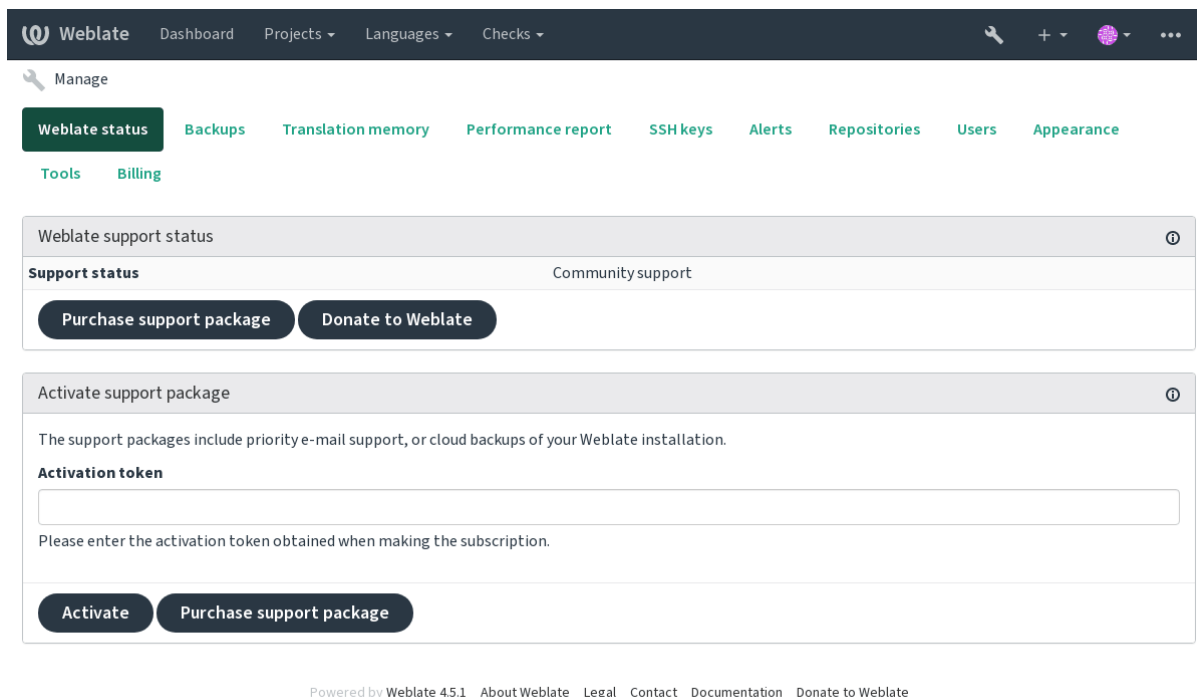 Weblate Dashboard Projects Languages Checks
Manage
Weblate status Backups Translation memory Performance report SSH keys Alerts Repositories Users Appearance
Tools Billing
Weblate support status
Support status Community support
Purchase support package Donate to Weblate
Activate support package
The support packages include priority e-mail support, or cloud backups of your Weblate installation.
Activation token
Please enter the activation token obtained when making the subscription.
Activate Purchase support package
Powered by Weblate 4.5.1 About Weblate Legal Contact Documentation Donate to Weblate